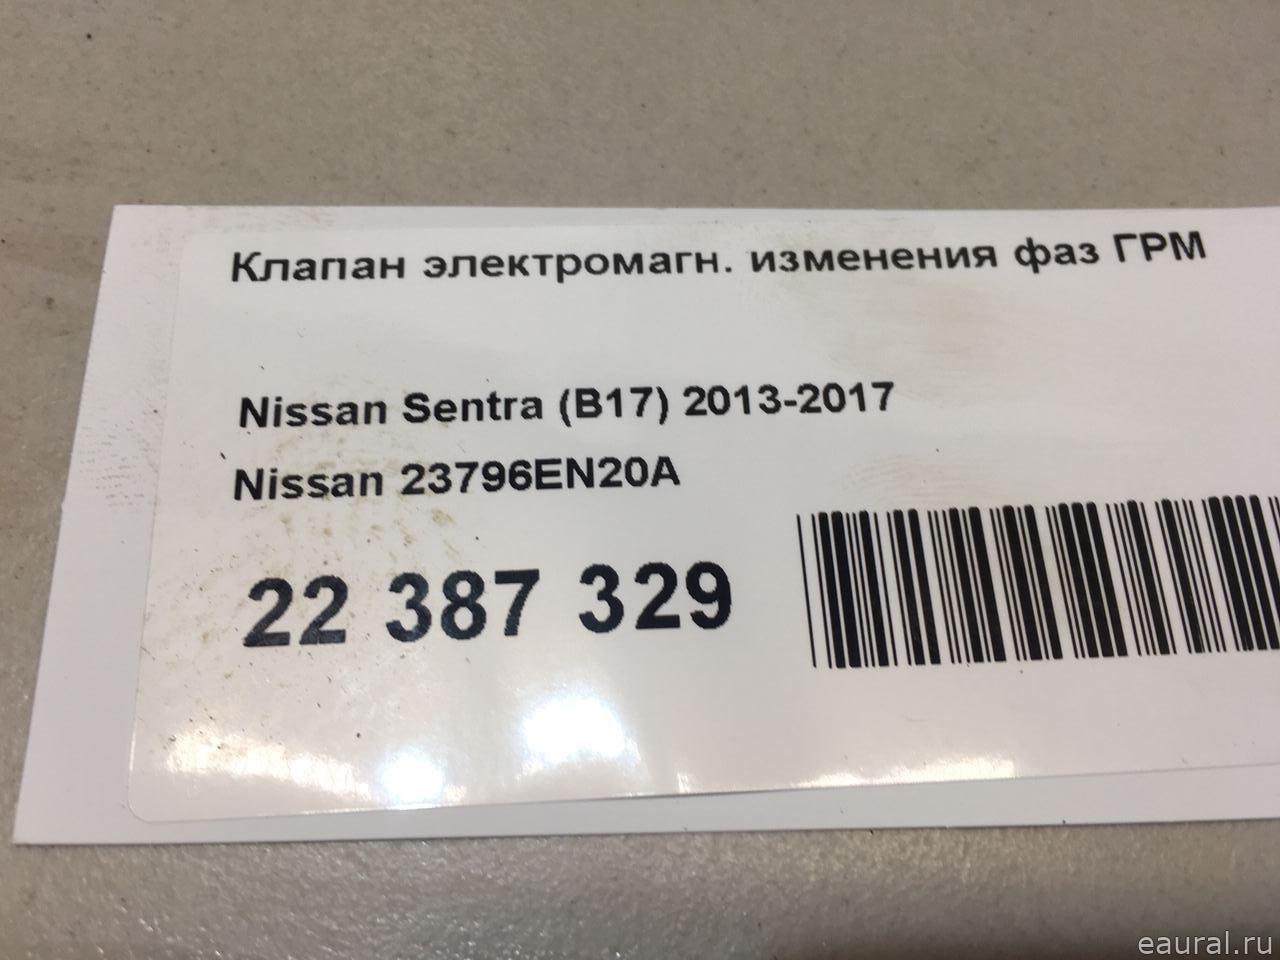 Клапан электромагн. изменения фаз ГРМ
Nissan Sentra (B17) 2013-2017
Nissan 23796EN20A
22 387 329
eaural.ru